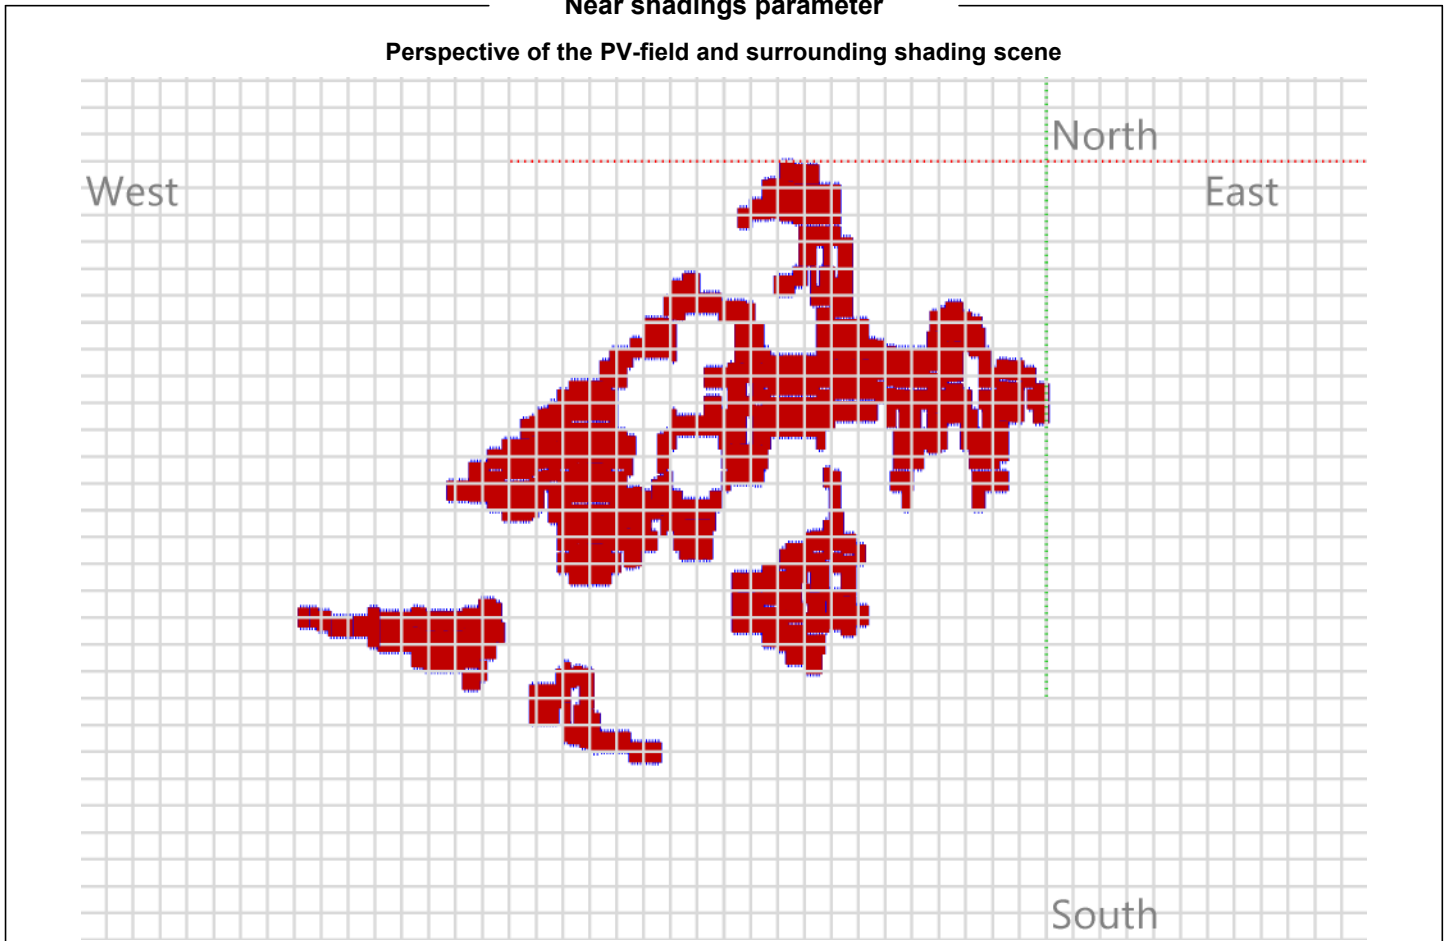 Near shadings parameter
Perspective of the PV-field and surrounding shading scene
North
West
East
South